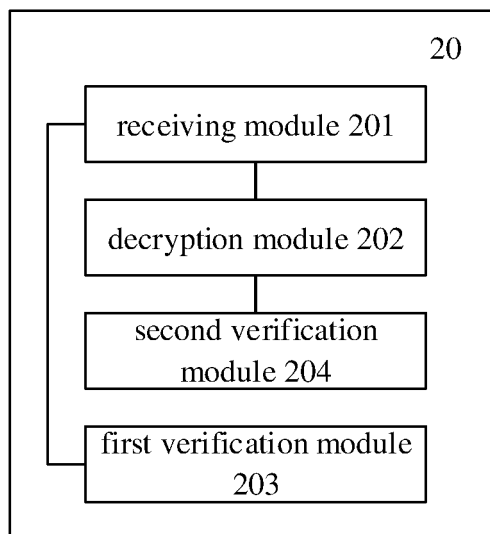 20
receiving module 201
decryption module 202
second verification
module 204
first verification module
203